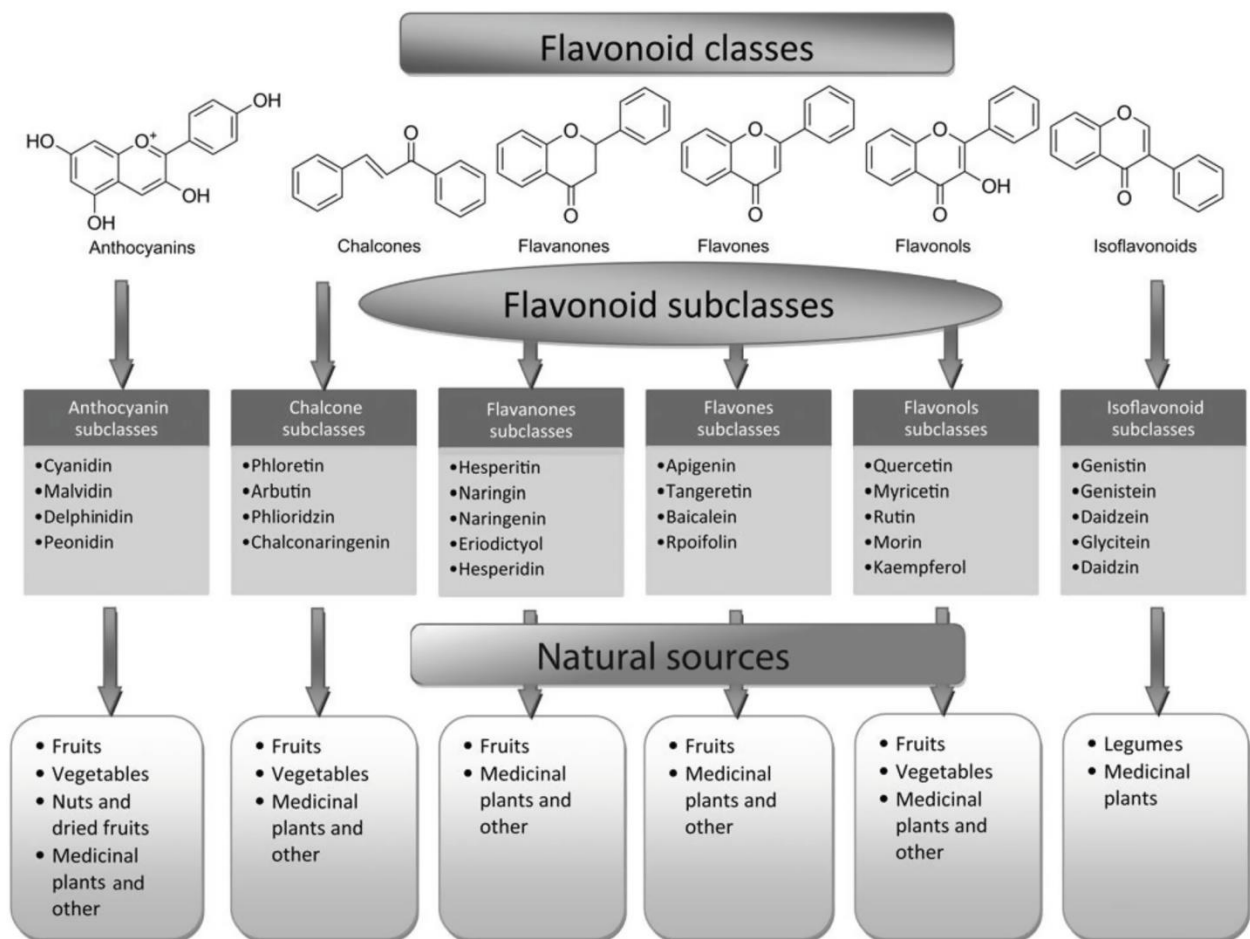 Flavonoid classes
OH
HO
O+
OH
OH
Anthocyanins
O
Chalcones
O
O
Flavanones
O
O
Flavones
O
OH
O
Flavonols
O
O
Isoflavonoids
Flavonoid subclasses
Anthocyanin
subclasses
•Cyanidin
•Malvidin
•Delphinidin
•Peonidin
Chalcone
subclasses
•Phloretin
•Arbutin
•Phlioridzin
•Chalconaringenin
Flavanones
subclasses
•Hesperitin
•Naringin
•Naringenin
•Eriodictyol
•Hesperidin
Flavones
subclasses
•Apigenin
•Tangeretin
•Baicalein
•Rpoifolin
Flavonols
subclasses
•Quercetin
•Myricetin
•Rutin
•Morin
•Kaempferol
Isoflavonoid
subclasses
•Genistin
•Genistein
•Daidzein
•Glycitein
•Daidzin
Natural sources
• Fruits
• Vegetables
• Nuts and
dried fruits
• Medicinal
plants and
other
• Fruits
• Vegetables
• Medicinal
plants and
other
• Fruits
• Medicinal
plants and
other
• Fruits
• Medicinal
plants and
other
• Fruits
• Vegetables
• Medicinal
plants and
other
• Legumes
• Medicinal
plants